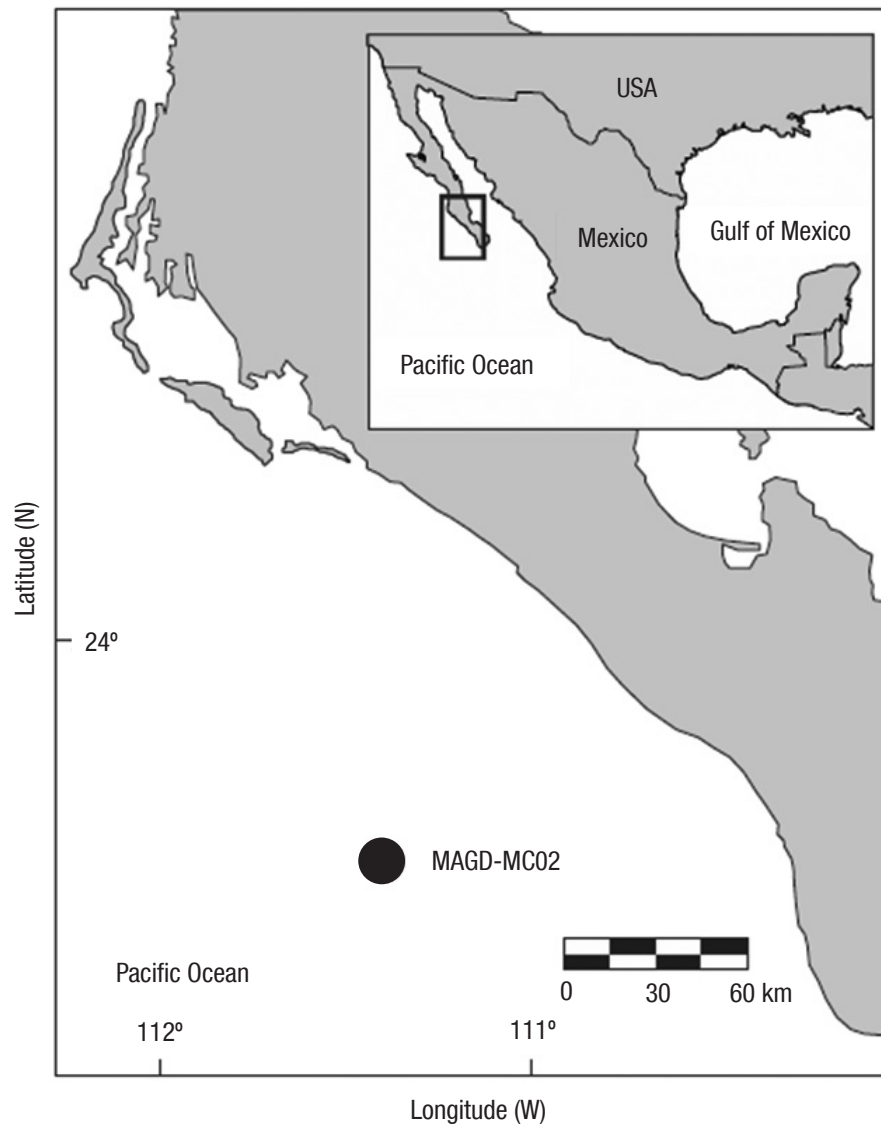 USA
Mexico
Gulf of Mexico
Pacific Ocean
Latitude (N)
24º
MAGD-MC02
Pacific Ocean
0 30 60 km
112º 111º
Longitude (W)